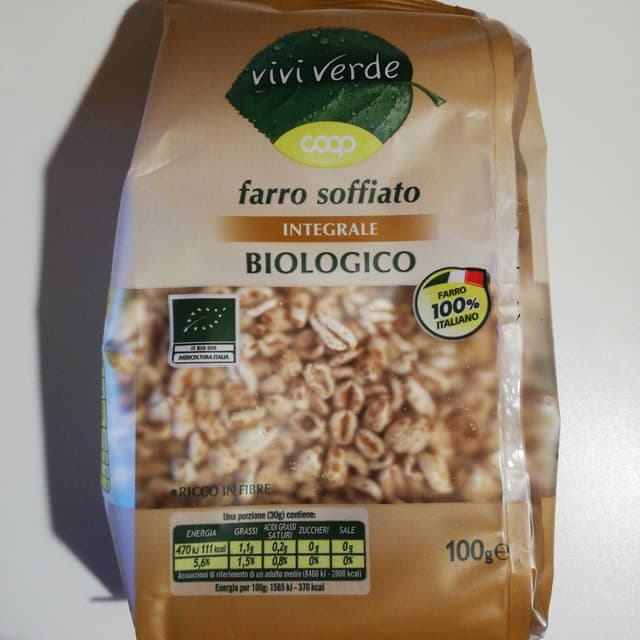 vivi verde
coop
farro soffiato
INTEGRALE
BIOLOGICO
FARRO
100%
ITALIANO
IT BIO 009
AGRICOLTURA ITALIA
•RICCO IN FIBRE
Una porzione (30g) contiene:
ENERGIA GRASSI ACIDI GRASSI SATURI ZUCCHERI SALE
470 kJ 111 kcal 1,1g 0,2g 0g 0g
5,6% 1,5% 0,8% 0% 0%
Assunzioni di riferimento di un adulto medio (8400 kJ - 2000 kcal)
Energia per 100g: 1565 kJ - 370 kcal
100g e